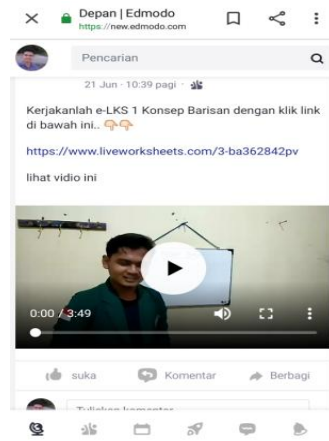 Depan | Edmodo
https://new.edmodo.com
Pencarian
21 Jun · 10:39 pagi ·
Kerjakanlah e-LKS 1 Konsep Barisan dengan klik link
di bawah ini.. 👇👇
https://www.liveworksheets.com/3-ba362842pv
lihat vidio ini
0:00 / 3:49
suka Komentar Berbagi
Tuliskan komentar